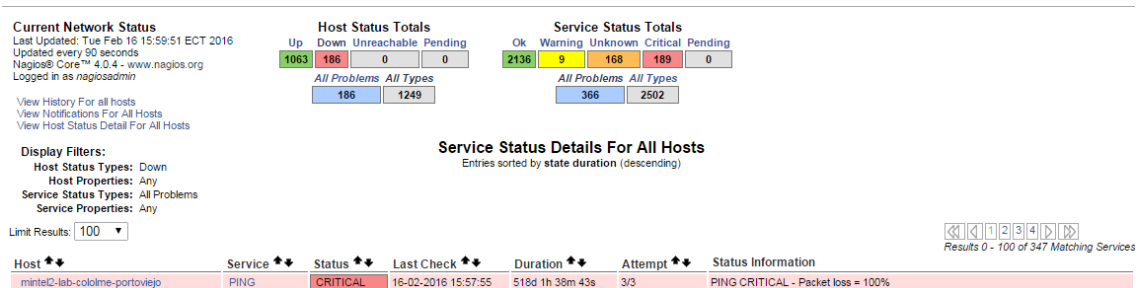 Current Network Status
Last Updated: Tue Feb 16 15:59:51 ECT 2016
Updated every 90 seconds
Nagios® Core™ 4.0.4 - www.nagios.org
Logged in as nagiosadmin
View History For all hosts
View Notifications For All Hosts
View Host Status Detail For All Hosts
Host Status Totals
Up Down Unreachable Pending
1063 186 0 0
All Problems All Types
186 1249
Service Status Totals
Ok Warning Unknown Critical Pending
2136 9 168 189 0
All Problems All Types
366 2502
Display Filters:
Host Status Types: Down
Host Properties: Any
Service Status Types: All Problems
Service Properties: Any
Service Status Details For All Hosts
Entries sorted by state duration (descending)
Limit Results: 100
1 2 3 4
Results 0 - 100 of 347 Matching Services
Host Service Status Last Check Duration Attempt Status Information
mintel2-lab-cololme-portoviejo PING CRITICAL 16-02-2016 15:57:55 518d 1h 38m 43s 3/3 PING CRITICAL - Packet loss = 100%